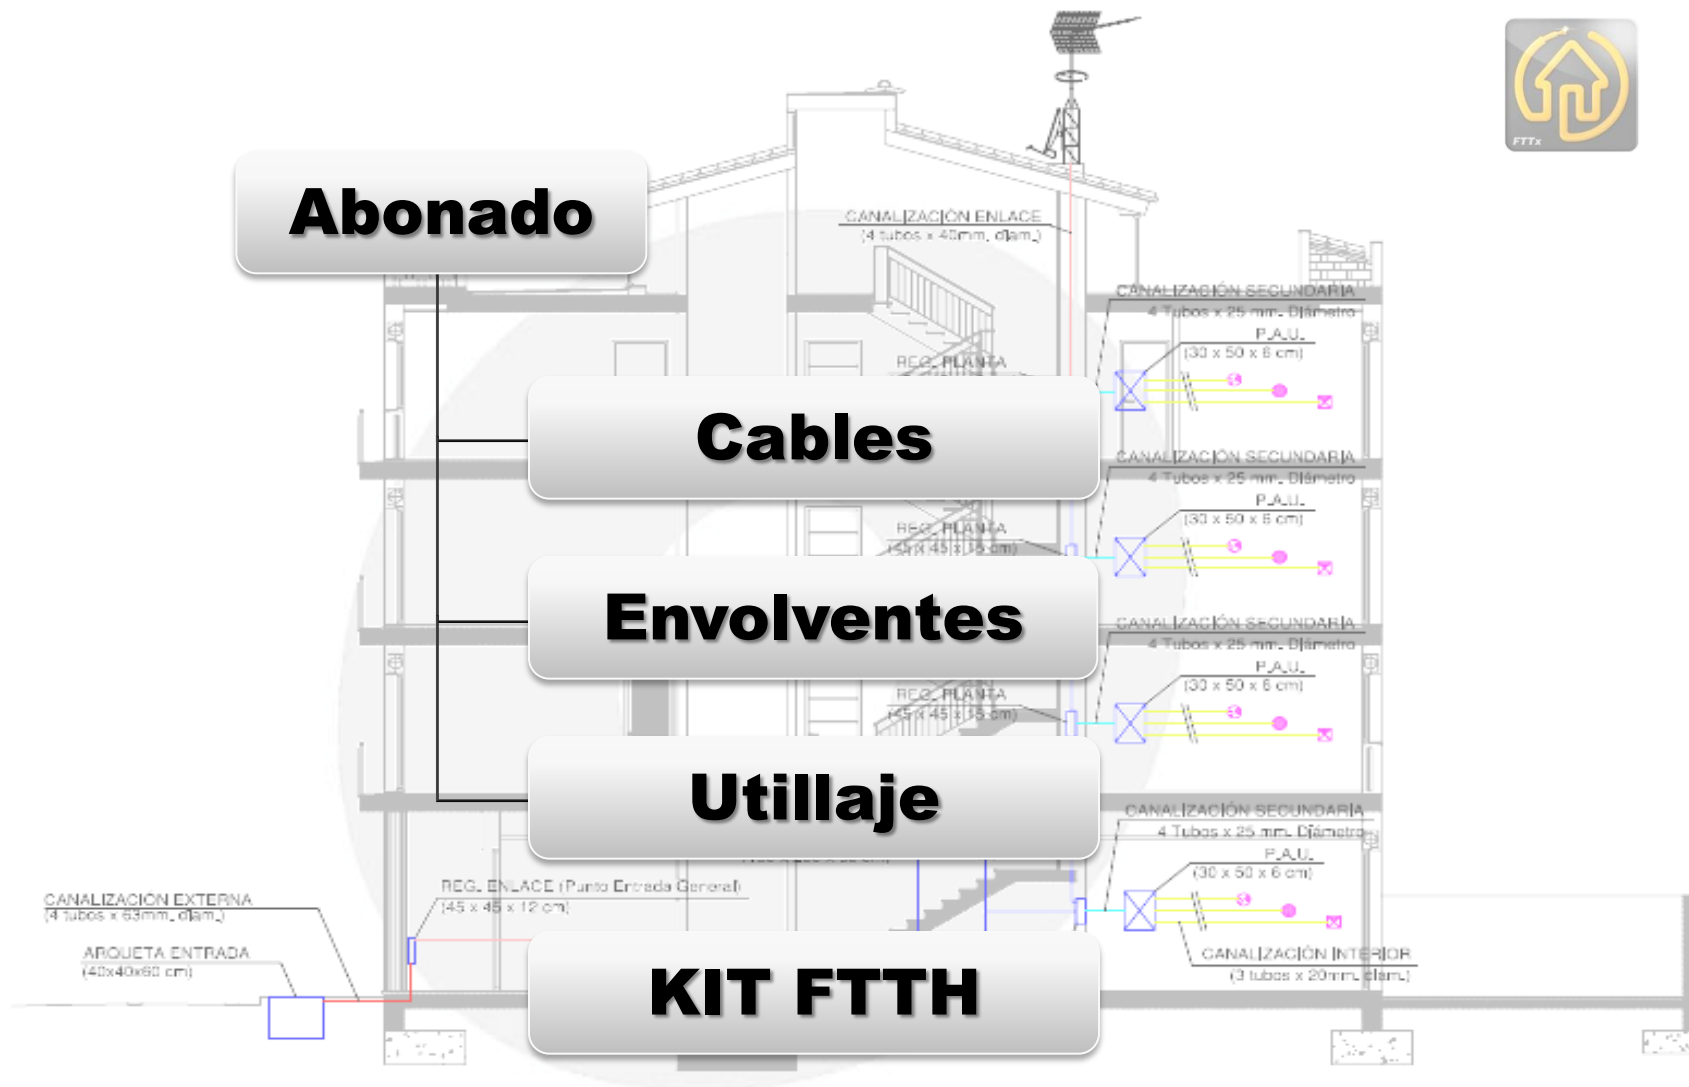 FTTx
Abonado
CANALIZACIÓN ENLACE
(4 tubos x 40mm. diam.)
CANALIZACIÓN SECUNDARIA
4 Tubos x 25 mm. Diámetro
P.A.U.
(30 x 50 x 6 cm)
REG. PLANTA
Cables
CANALIZACIÓN SECUNDARIA
4 Tubos x 25 mm. Diámetro
P.A.U.
(30 x 50 x 6 cm)
REG. PLANTA
(45 x 45 x 15 cm)
Envolventes
CANALIZACIÓN SECUNDARIA
4 Tubos x 25 mm. Diámetro
P.A.U.
(30 x 50 x 6 cm)
REG. PLANTA
(45 x 45 x 15 cm)
Utillaje
CANALIZACIÓN SECUNDARIA
4 Tubos x 25 mm. Diámetro
P.A.U.
(30 x 50 x 6 cm)
REG. ENLACE (Punto Entrada General)
(45 x 45 x 12 cm)
CANALIZACIÓN EXTERNA
(4 tubos x 63mm. diam.)
ARQUETA ENTRADA
(40x40x60 cm)
CANALIZACIÓN INTERIOR
(3 tubos x 20mm. diam.)
KIT FTTH